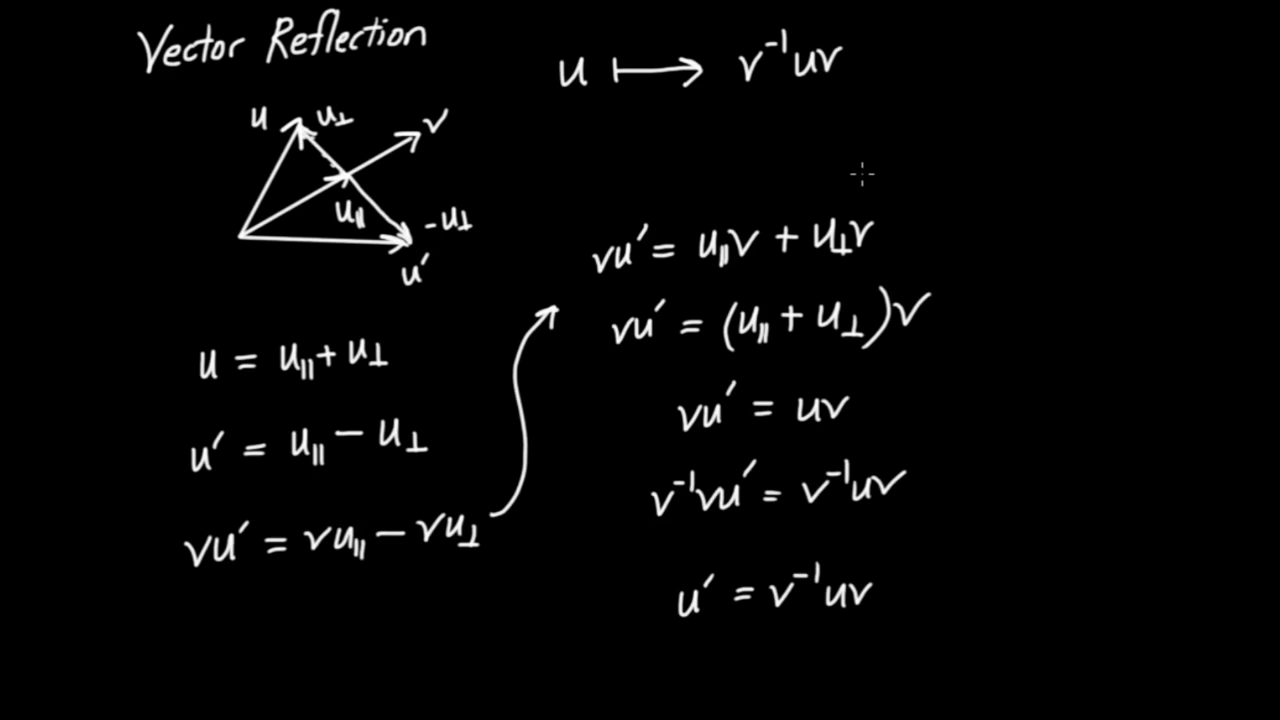 Vector Reflection
u ↦ v⁻¹uv
u
u⊥
v
u∥
-u⊥
u′
u = u∥ + u⊥
u′ = u∥ − u⊥
vu′ = vu∥ − vu⊥
vu′ = u∥v + u⊥v
vu′ = (u∥ + u⊥)v
vu′ = uv
v⁻¹vu′ = v⁻¹uv
u′ = v⁻¹uv